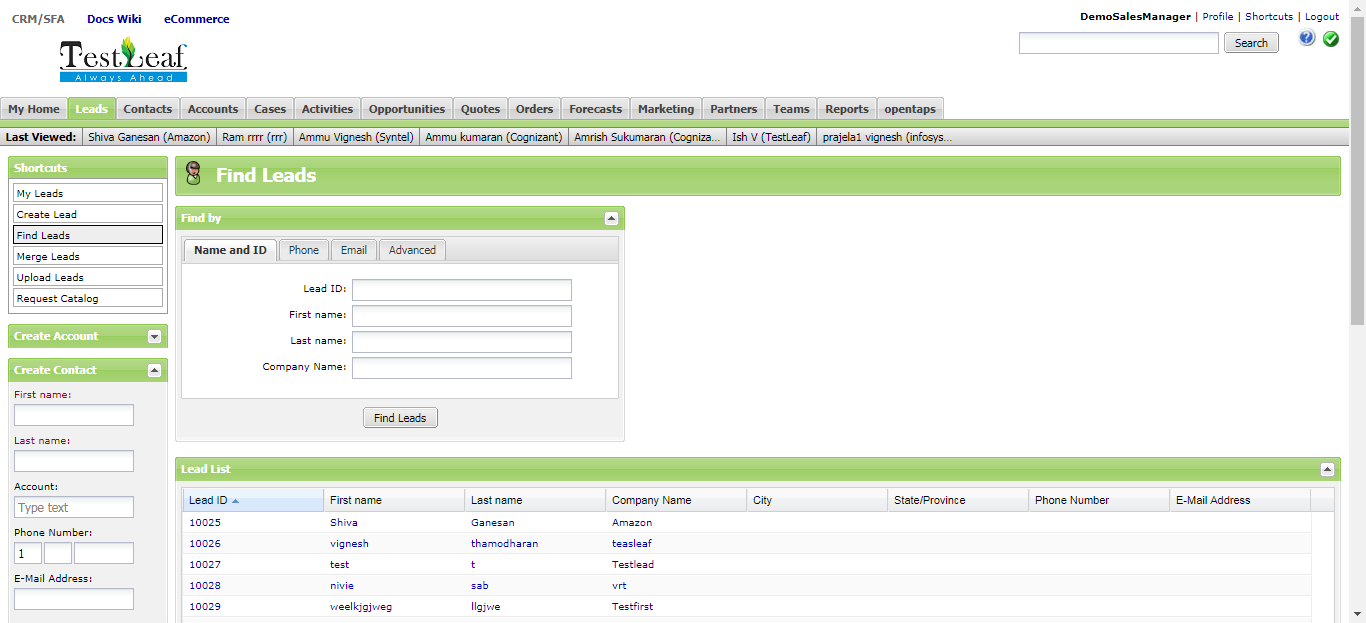 CRM/SFA Docs Wiki eCommerce
DemoSalesManager | Profile | Shortcuts | Logout
TestLeaf
Always Ahead
Search
My Home Leads Contacts Accounts Cases Activities Opportunities Quotes Orders Forecasts Marketing Partners Teams Reports opentaps
Last Viewed: Shiva Ganesan (Amazon) Ram rrrr (rrr) Ammu Vignesh (Syntel) Ammu kumaran (Cognizant) Amrish Sukumaran (Cogniza... Ish V (TestLeaf) prajela1 vignesh (infosys...
Shortcuts
My Leads
Create Lead
Find Leads
Merge Leads
Upload Leads
Request Catalog
Create Account
Create Contact
First name:
Last name:
Account:
Type text
Phone Number:
1
E-Mail Address:
Find Leads
Find by
Name and ID Phone Email Advanced
Lead ID:
First name:
Last name:
Company Name:
Find Leads
Lead List
Lead ID First name Last name Company Name City State/Province Phone Number E-Mail Address
10025 Shiva Ganesan Amazon
10026 vignesh thamodharan teasleaf
10027 test t Testlead
10028 nivie sab vrt
10029 weelkjgjweg llgjwe Testfirst